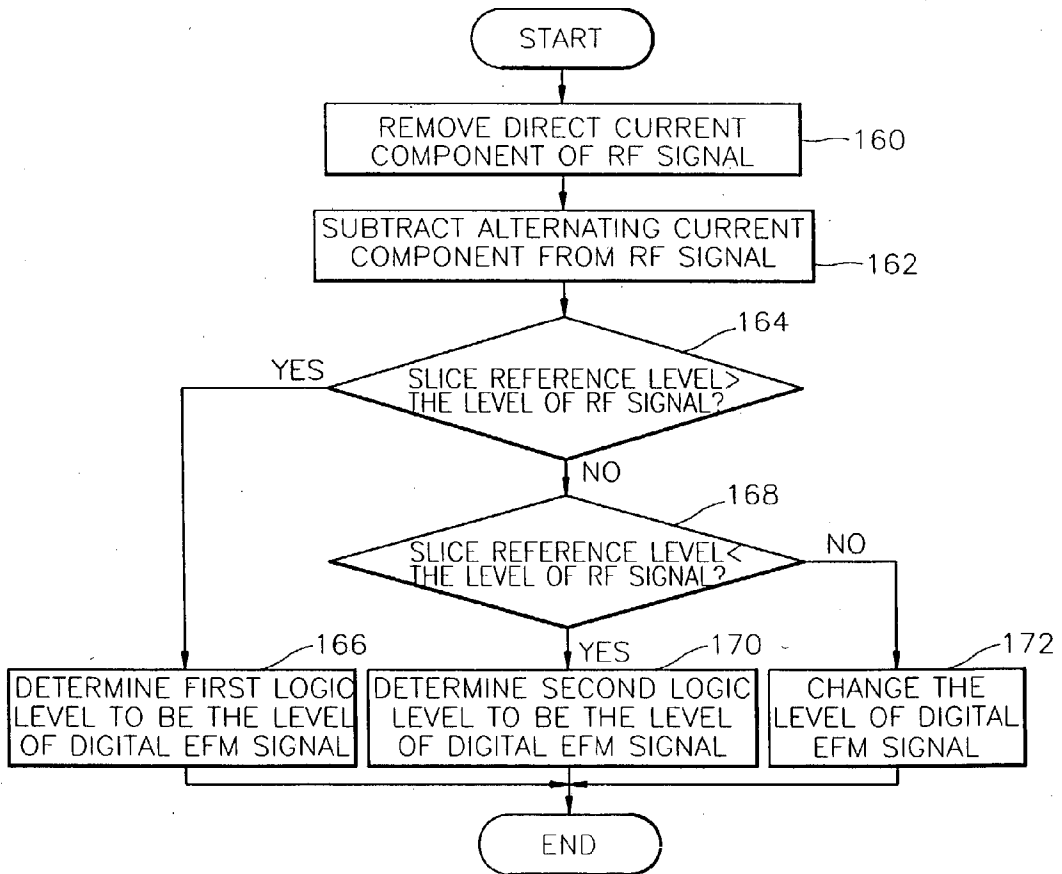 START
REMOVE DIRECT CURRENT
COMPONENT OF RF SIGNAL
160
SUBTRACT ALTERNATING CURRENT
COMPONENT FROM RF SIGNAL
162
164
YES
SLICE REFERENCE LEVEL>
THE LEVEL OF RF SIGNAL?
NO
168
SLICE REFERENCE LEVEL<
THE LEVEL OF RF SIGNAL?
NO
YES
166
DETERMINE FIRST LOGIC
LEVEL TO BE THE LEVEL
OF DIGITAL EFM SIGNAL
170
DETERMINE SECOND LOGIC
LEVEL TO BE THE LEVEL
OF DIGITAL EFM SIGNAL
172
CHANGE THE
LEVEL OF DIGITAL
EFM SIGNAL
END